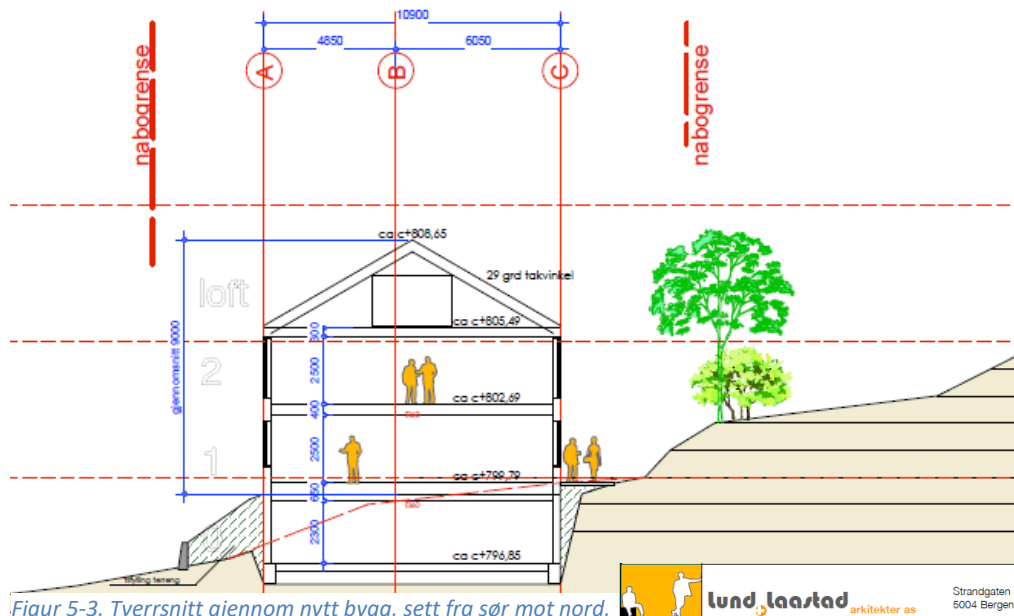 10900
4850
6050
A
B
C
nabogrense
nabogrense
ca c+808,65
29 grd takvinkel
loft
ca c+805,49
300
gjennomsnitt 9000
2
2500
ca c+802,69
400
1
2500
ca c+799,79
650
2300
ca c+796,85
Figur 5-3. Tverrsnitt gjennom nytt bygg, sett fra sør mot nord.
Lund+Laastad arkitekter as
Strandgaten
5004 Bergen